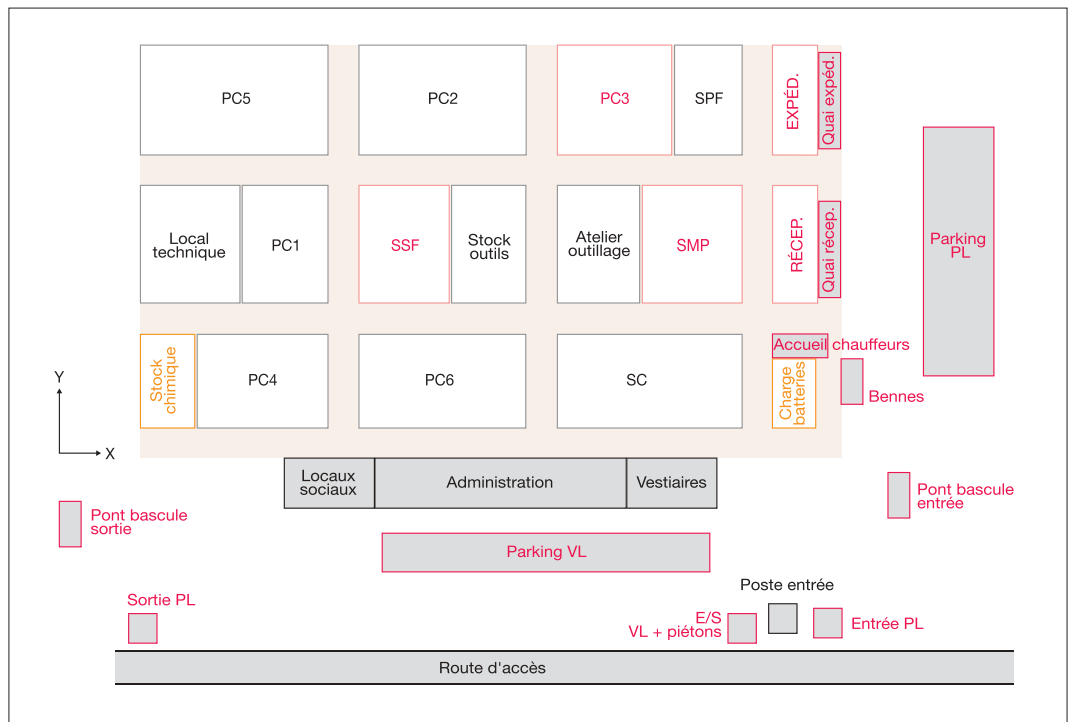 PC5
PC2
PC3
SPF
EXPÉD.
Quai expéd.
Local
technique
PC1
SSF
Stock
outils
Atelier
outillage
SMP
RÉCEP.
Quai récep.
Parking
PL
Stock
chimique
PC4
PC6
SC
Accueil chauffeurs
Charge
batteries
Bennes
Y
X
Locaux
sociaux
Administration
Vestiaires
Pont bascule
sortie
Pont bascule
entrée
Parking VL
Poste entrée
Sortie PL
E/S
VL + piétons
Entrée PL
Route d'accès